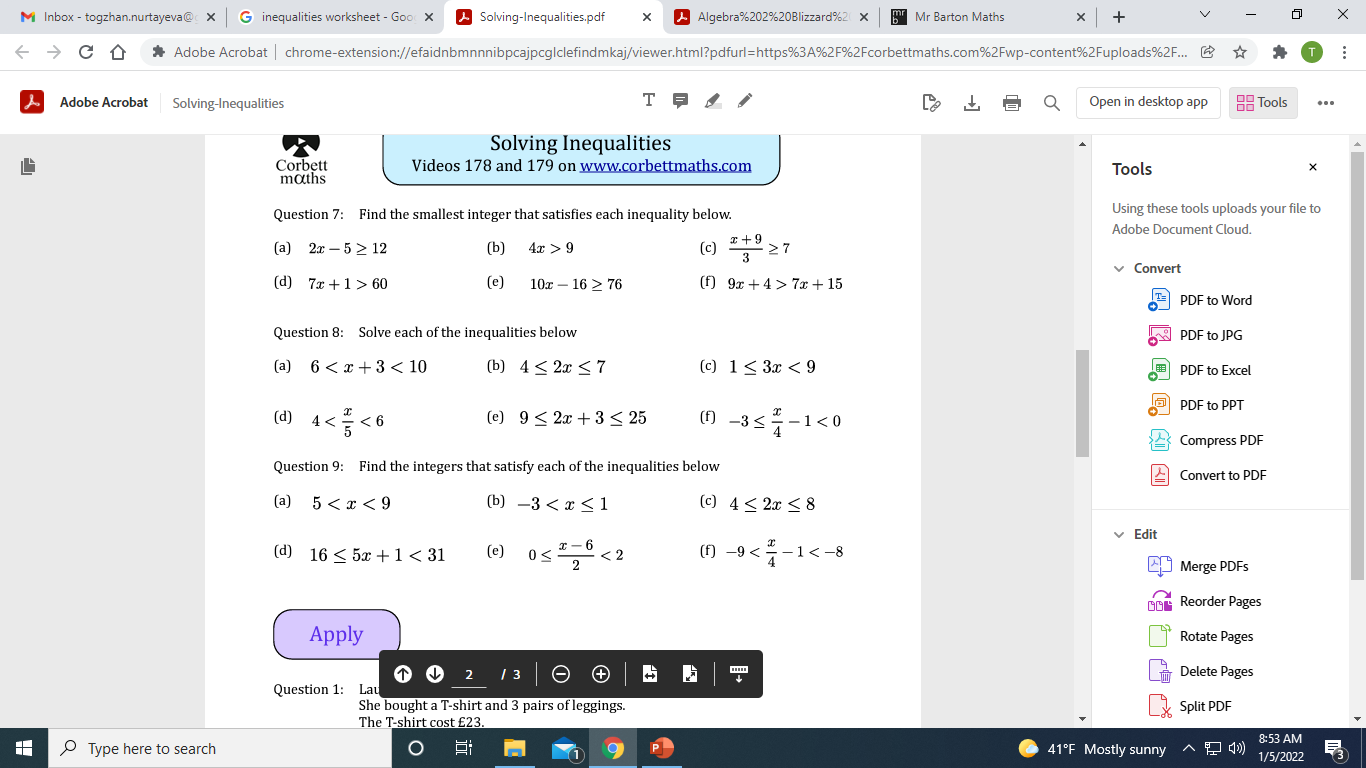 Inbox - togzhan.nurtayeva@
inequalities worksheet - Goo
Solving-Inequalities.pdf
Algebra%202%20Blizzard%2
mr b
Mr Barton Maths
Adobe Acrobat
chrome-extension://efaidnbmnnnibpcajpcglclefindmkaj/viewer.html?pdfurl=https%3A%2F%2Fcorbettmaths.com%2Fwp-content%2Fuploads%2F...
T
Adobe Acrobat
Solving-Inequalities
Open in desktop app
Tools
Corbett
mαths
Solving Inequalities
Videos 178 and 179 on www.corbettmaths.com
Question 7: Find the smallest integer that satisfies each inequality below.
(a) 2x − 5 ≥ 12 (b) 4x > 9 (c) (x + 9)/3 ≥ 7
(d) 7x + 1 > 60 (e) 10x − 16 ≥ 76 (f) 9x + 4 > 7x + 15
Question 8: Solve each of the inequalities below
(a) 6 < x + 3 < 10 (b) 4 ≤ 2x ≤ 7 (c) 1 ≤ 3x < 9
(d) 4 < x/5 < 6 (e) 9 ≤ 2x + 3 ≤ 25 (f) −3 ≤ x/4 − 1 < 0
Question 9: Find the integers that satisfy each of the inequalities below
(a) 5 < x < 9 (b) −3 < x ≤ 1 (c) 4 ≤ 2x ≤ 8
(d) 16 ≤ 5x + 1 < 31 (e) 0 ≤ (x − 6)/2 < 2 (f) −9 < x/4 − 1 < −8
Apply
2 / 3
Question 1: Lau
She bought a T-shirt and 3 pairs of leggings.
The T-shirt cost £23.
Tools
Using these tools uploads your file to
Adobe Document Cloud.
Convert
PDF to Word
PDF to JPG
PDF to Excel
PDF to PPT
Compress PDF
Convert to PDF
Edit
Merge PDFs
Reorder Pages
Rotate Pages
Delete Pages
Split PDF
Type here to search
1
41°F Mostly sunny
8:53 AM
1/5/2022
3